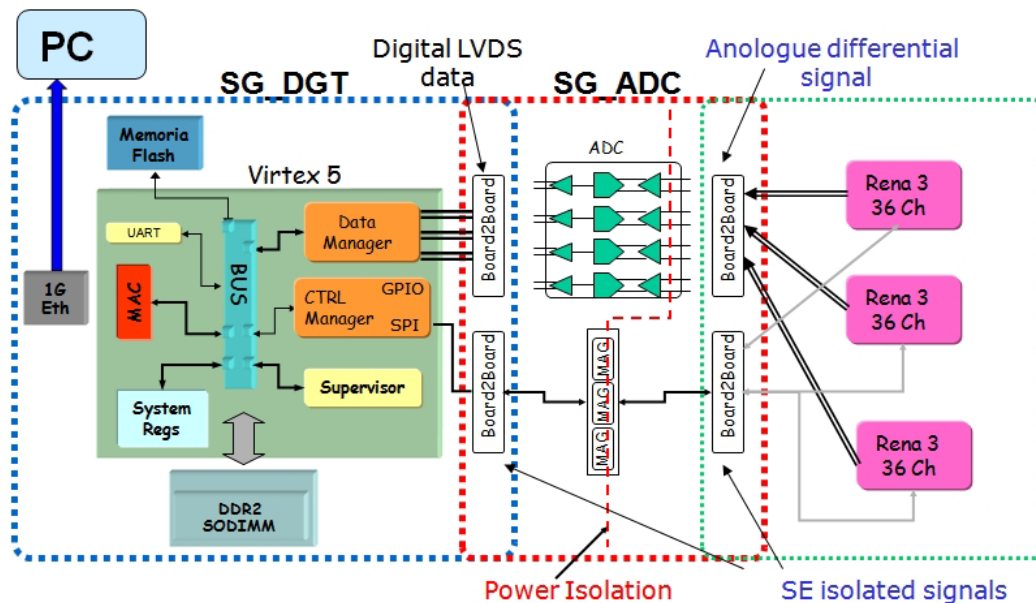 PC
Digital LVDS
data
Anologue differential
signal
SG_DGT
SG_ADC
Memoria
Flash
Virtex 5
ADC
UART
Data
Manager
Board2Board
Board2Board
Rena 3
36 Ch
1G
Eth
MAC
BUS
CTRL
Manager
GPIO
SPI
Rena 3
36 Ch
System
Regs
Supervisor
Board2Board
MAG
MAG
MAG
Board2Board
Rena 3
36 Ch
DDR2
SODIMM
Power Isolation
SE isolated signals